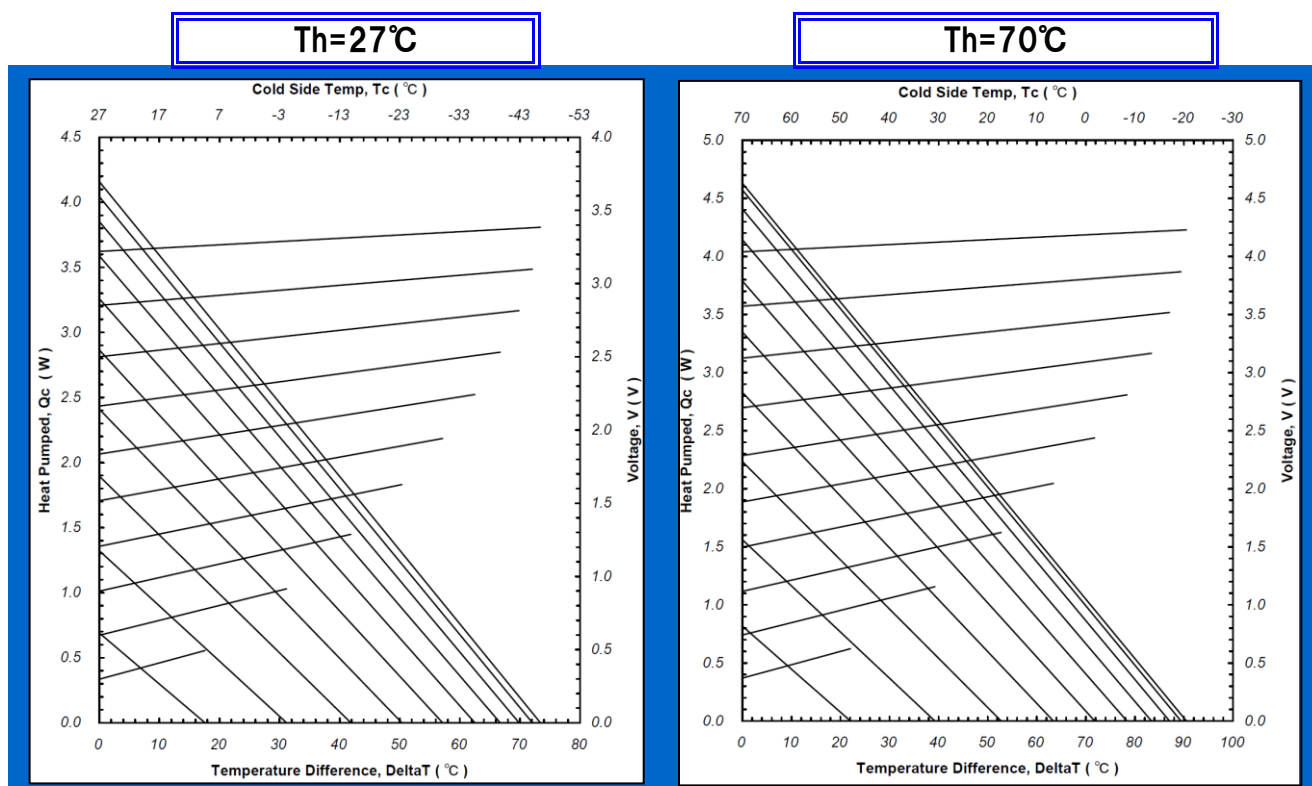 Th=27℃
Th=70℃
Cold Side Temp, Tc ( ℃ )
27 17 7 -3 -13 -23 -33 -43 -53
4.5 4.0
4.0
3.5
3.5
3.0
3.0
2.5
2.5
2.0
2.0
1.5
1.5
1.0
1.0
0.5
0.5
0.0 0.0
Heat Pumped, Qc ( W )
Voltage, V ( V )
0 10 20 30 40 50 60 70 80
Temperature Difference, DeltaT ( ℃ )
Cold Side Temp, Tc ( ℃ )
70 60 50 40 30 20 10 0 -10 -20 -30
5.0 5.0
4.5 4.5
4.0 4.0
3.5 3.5
3.0 3.0
2.5 2.5
2.0 2.0
1.5 1.5
1.0 1.0
0.5 0.5
0.0 0.0
Heat Pumped, Qc ( W )
Voltage, V ( V )
0 10 20 30 40 50 60 70 80 90 100
Temperature Difference, DeltaT ( ℃ )